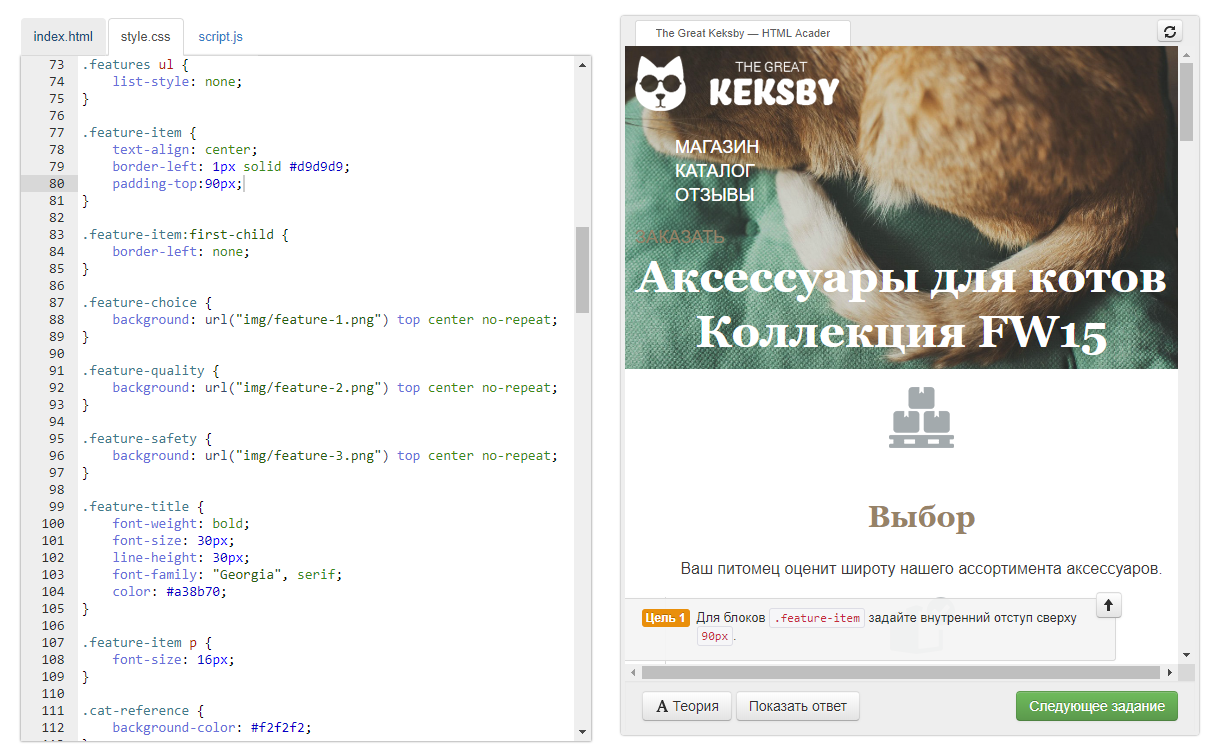 index.html
style.css
script.js
73 .features ul {
74 list-style: none;
75 }
76
77 .feature-item {
78 text-align: center;
79 border-left: 1px solid #d9d9d9;
80 padding-top:90px;
81 }
82
83 .feature-item:first-child {
84 border-left: none;
85 }
86
87 .feature-choice {
88 background: url("img/feature-1.png") top center no-repeat;
89 }
90
91 .feature-quality {
92 background: url("img/feature-2.png") top center no-repeat;
93 }
94
95 .feature-safety {
96 background: url("img/feature-3.png") top center no-repeat;
97 }
98
99 .feature-title {
100 font-weight: bold;
101 font-size: 30px;
102 line-height: 30px;
103 font-family: "Georgia", serif;
104 color: #a38b70;
105 }
106
107 .feature-item p {
108 font-size: 16px;
109 }
110
111 .cat-reference {
112 background-color: #f2f2f2;
The Great Keksby — HTML Acader
THE GREAT
KEKSBY
МАГАЗИН
КАТАЛОГ
ОТЗЫВЫ
ЗАКАЗАТЬ
Аксессуары для котов
Коллекция FW15
Выбор
Ваш питомец оценит широту нашего ассортимента аксессуаров.
Цель 1 Для блоков .feature-item задайте внутренний отступ сверху
90px.
A Теория
Показать ответ
Следующее задание